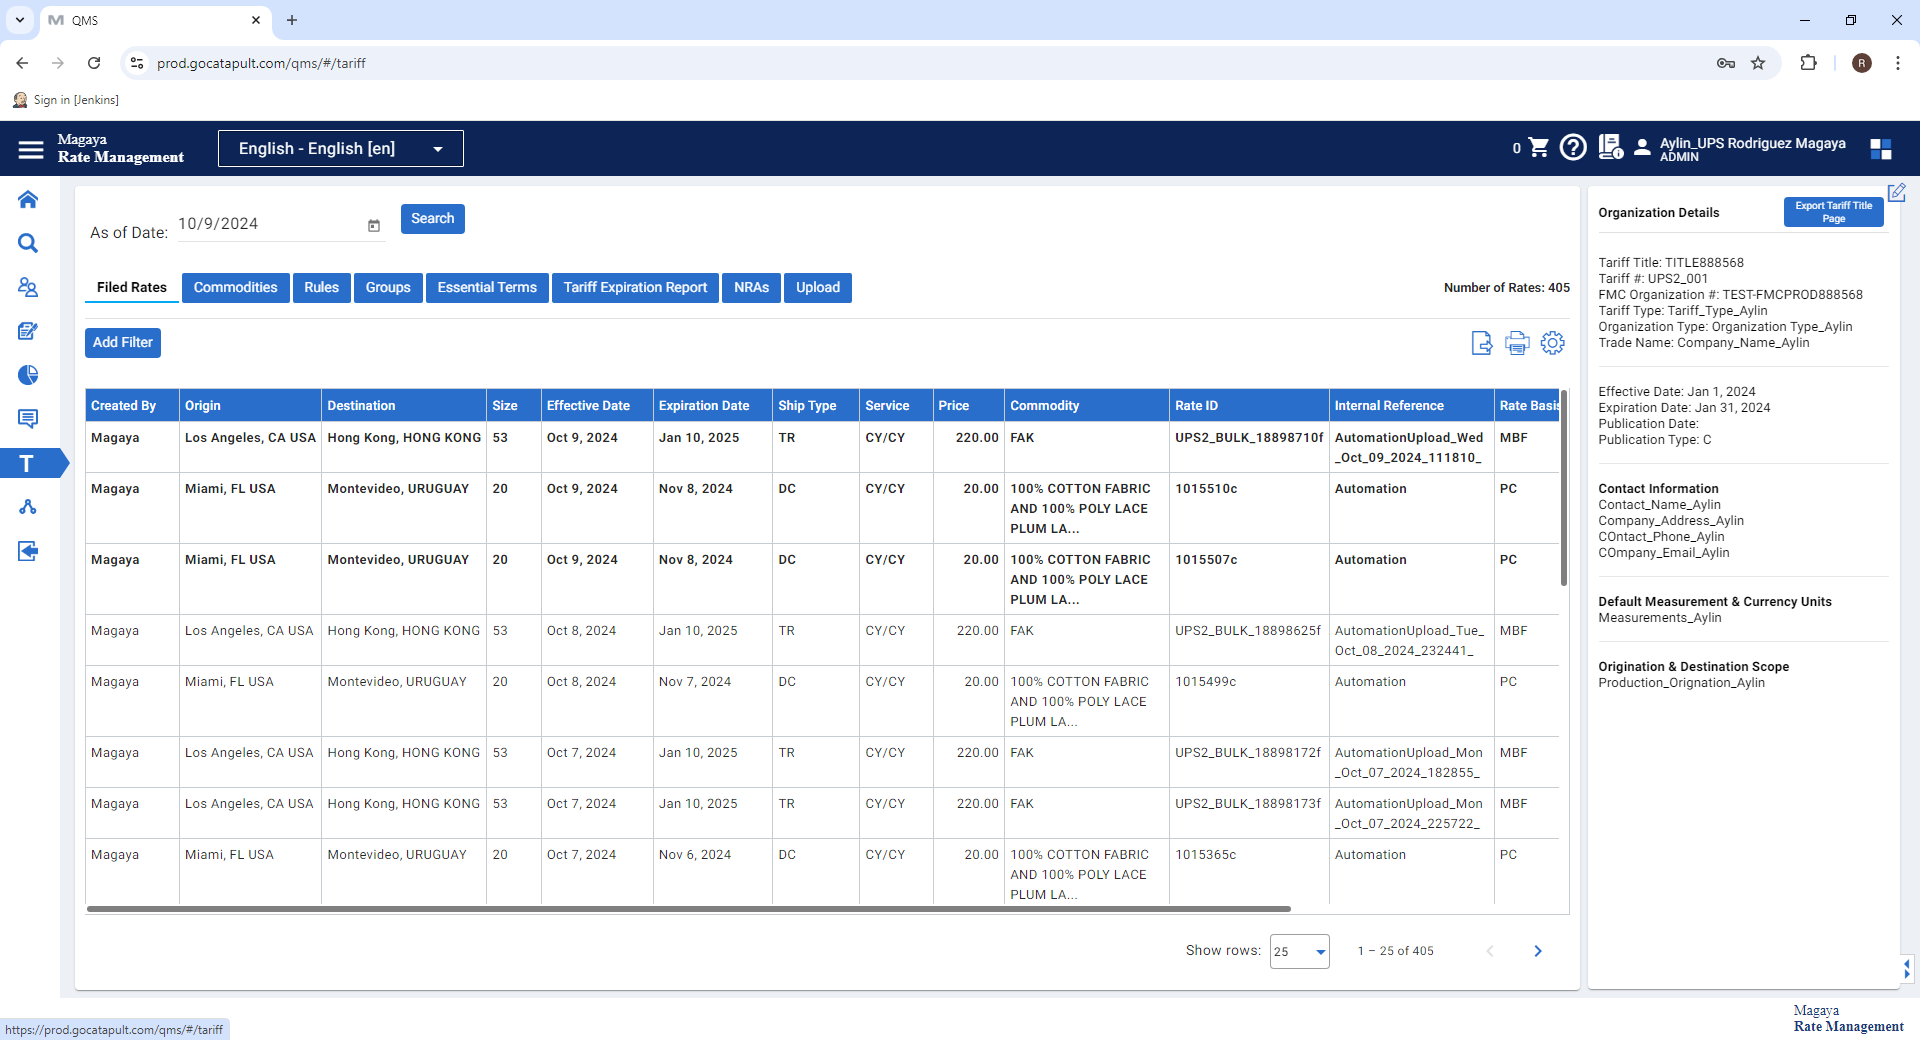 QMS
prod.gocatapult.com/qms/#/tariff
R
Sign in [Jenkins]
Magaya
Rate Management
English - English [en]
0
Aylin_UPS Rodriguez Magaya
ADMIN
T
As of Date: 10/9/2024
Search
Filed Rates Commodities Rules Groups Essential Terms Tariff Expiration Report NRAs Upload
Number of Rates: 405
Add Filter
Created By Origin Destination Size Effective Date Expiration Date Ship Type Service Price Commodity Rate ID Internal Reference Rate Basis
Magaya Los Angeles, CA USA Hong Kong, HONG KONG 53 Oct 9, 2024 Jan 10, 2025 TR CY/CY 220.00 FAK UPS2_BULK_18898710f AutomationUpload_Wed MBF
_Oct_09_2024_111810_
Magaya Miami, FL USA Montevideo, URUGUAY 20 Oct 9, 2024 Nov 8, 2024 DC CY/CY 20.00 100% COTTON FABRIC 1015510c Automation PC
AND 100% POLY LACE
PLUM LA...
Magaya Miami, FL USA Montevideo, URUGUAY 20 Oct 9, 2024 Nov 8, 2024 DC CY/CY 20.00 100% COTTON FABRIC 1015507c Automation PC
AND 100% POLY LACE
PLUM LA...
Magaya Los Angeles, CA USA Hong Kong, HONG KONG 53 Oct 8, 2024 Jan 10, 2025 TR CY/CY 220.00 FAK UPS2_BULK_18898625f AutomationUpload_Tue_ MBF
Oct_08_2024_232441_
Magaya Miami, FL USA Montevideo, URUGUAY 20 Oct 8, 2024 Nov 7, 2024 DC CY/CY 20.00 100% COTTON FABRIC 1015499c Automation PC
AND 100% POLY LACE
PLUM LA...
Magaya Los Angeles, CA USA Hong Kong, HONG KONG 53 Oct 7, 2024 Jan 10, 2025 TR CY/CY 220.00 FAK UPS2_BULK_18898172f AutomationUpload_Mon MBF
_Oct_07_2024_182855_
Magaya Los Angeles, CA USA Hong Kong, HONG KONG 53 Oct 7, 2024 Jan 10, 2025 TR CY/CY 220.00 FAK UPS2_BULK_18898173f AutomationUpload_Mon MBF
_Oct_07_2024_225722_
Magaya Miami, FL USA Montevideo, URUGUAY 20 Oct 7, 2024 Nov 6, 2024 DC CY/CY 20.00 100% COTTON FABRIC 1015365c Automation PC
AND 100% POLY LACE
PLUM LA...
Show rows: 25 1 – 25 of 405
Organization Details
Export Tariff Title
Page
Tariff Title: TITLE888568
Tariff #: UPS2_001
FMC Organization #: TEST-FMCPROD888568
Tariff Type: Tariff_Type_Aylin
Organization Type: Organization Type_Aylin
Trade Name: Company_Name_Aylin
Effective Date: Jan 1, 2024
Expiration Date: Jan 31, 2024
Publication Date:
Publication Type: C
Contact Information
Contact_Name_Aylin
Company_Address_Aylin
COntact_Phone_Aylin
COmpany_Email_Aylin
Default Measurement & Currency Units
Measurements_Aylin
Origination & Destination Scope
Production_Orignation_Aylin
https://prod.gocatapult.com/qms/#/tariff
Magaya
Rate Management